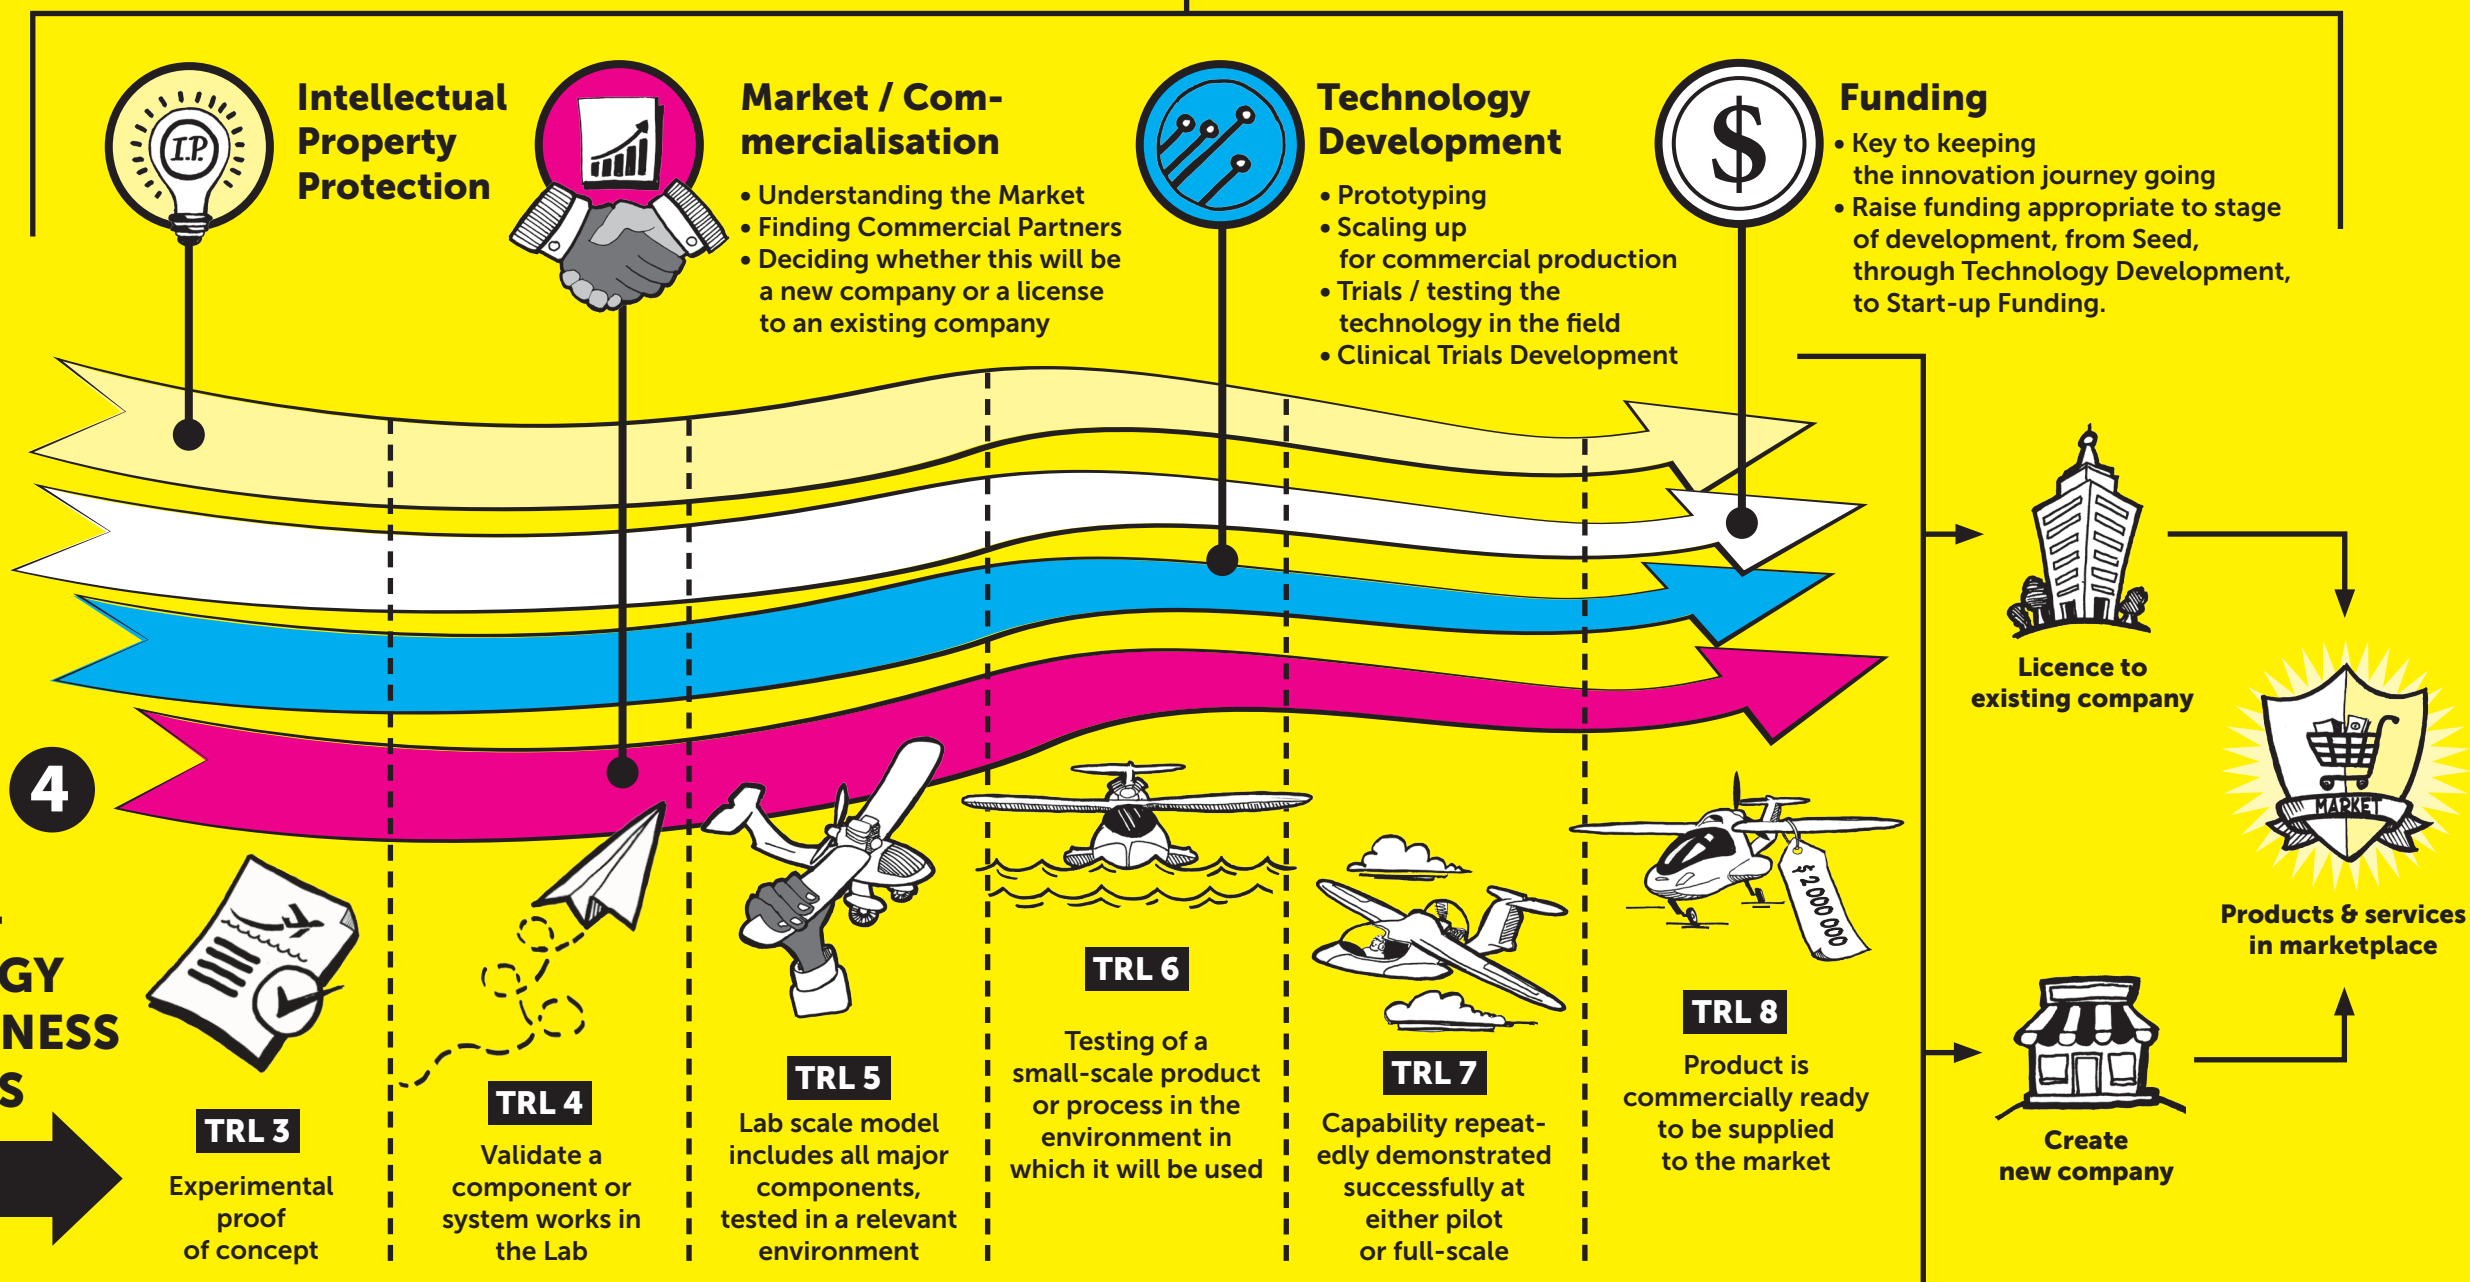 I.P.
Intellectual
Property
Protection
Market / Com-
mercialisation
• Understanding the Market
• Finding Commercial Partners
• Deciding whether this will be
a new company or a license
to an existing company
Technology
Development
• Prototyping
• Scaling up
for commercial production
• Trials / testing the
technology in the field
• Clinical Trials Development
$
Funding
• Key to keeping
the innovation journey going
• Raise funding appropriate to stage
of development, from Seed,
through Technology Development,
to Start-up Funding.
4
GY
NESS
S
TRL 3
Experimental
proof
of concept
TRL 4
Validate a
component or
system works in
the Lab
TRL 5
Lab scale model
includes all major
components,
tested in a relevant
environment
TRL 6
Testing of a
small-scale product
or process in the
environment in
which it will be used
TRL 7
Capability repeat-
edly demonstrated
successfully at
either pilot
or full-scale
$2000000
TRL 8
Product is
commercially ready
to be supplied
to the market
Licence to
existing company
Create
new company
MARKET
Products & services
in marketplace